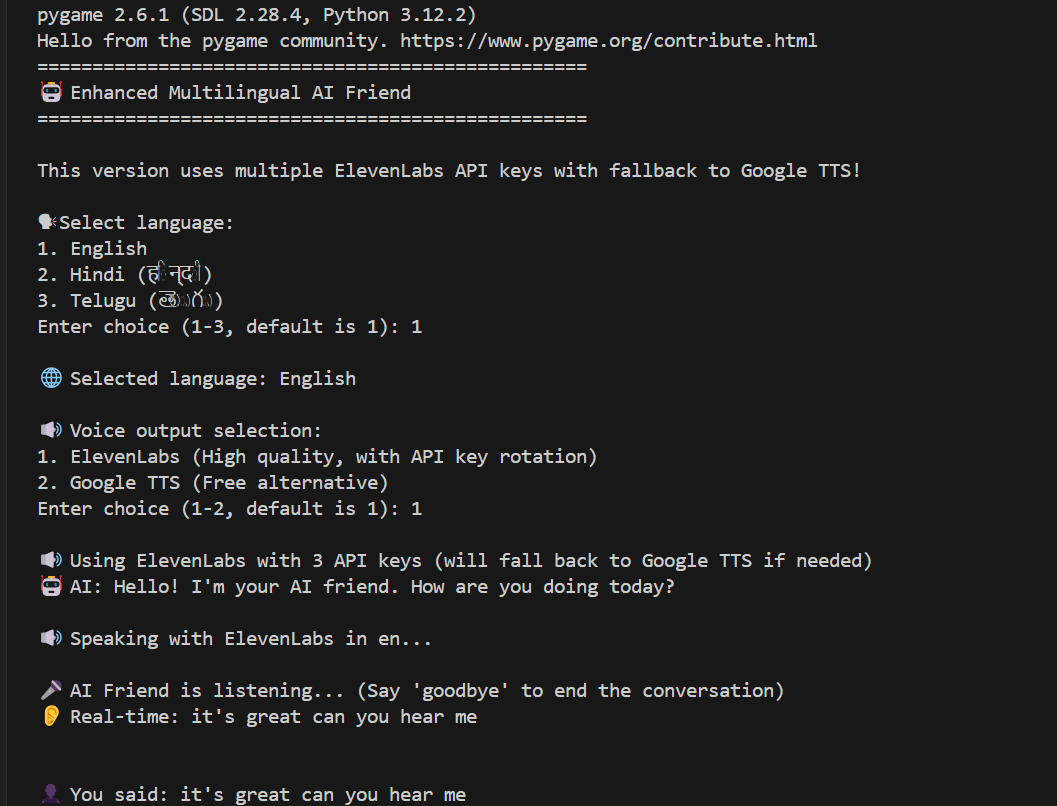 pygame 2.6.1 (SDL 2.28.4, Python 3.12.2)
Hello from the pygame community. https://www.pygame.org/contribute.html
==================================================
🤖 Enhanced Multilingual AI Friend
==================================================
This version uses multiple ElevenLabs API keys with fallback to Google TTS!
🗣️Select language:
1. English
2. Hindi (हिन्दी)
3. Telugu (తెలుగు)
Enter choice (1-3, default is 1): 1
🌐 Selected language: English
🔊 Voice output selection:
1. ElevenLabs (High quality, with API key rotation)
2. Google TTS (Free alternative)
Enter choice (1-2, default is 1): 1
🔊 Using ElevenLabs with 3 API keys (will fall back to Google TTS if needed)
🤖 AI: Hello! I'm your AI friend. How are you doing today?
🔊 Speaking with ElevenLabs in en...
🎤 AI Friend is listening... (Say 'goodbye' to end the conversation)
👂 Real-time: it's great can you hear me
👤 You said: it's great can you hear me